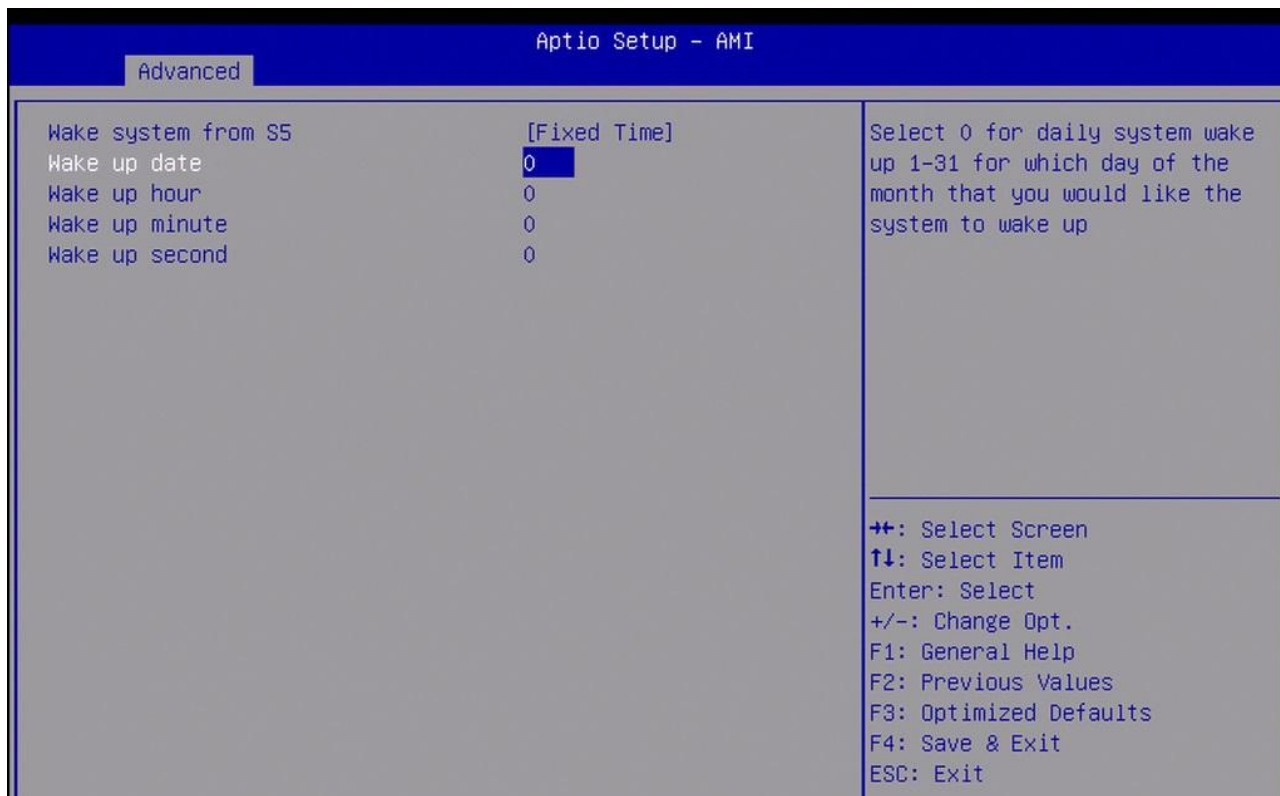 Aptio Setup – AMI
Advanced
Wake system from S5 [Fixed Time]
Wake up date 0
Wake up hour 0
Wake up minute 0
Wake up second 0
Select 0 for daily system wake
up 1-31 for which day of the
month that you would like the
system to wake up
→←: Select Screen
↑↓: Select Item
Enter: Select
+/-: Change Opt.
F1: General Help
F2: Previous Values
F3: Optimized Defaults
F4: Save & Exit
ESC: Exit